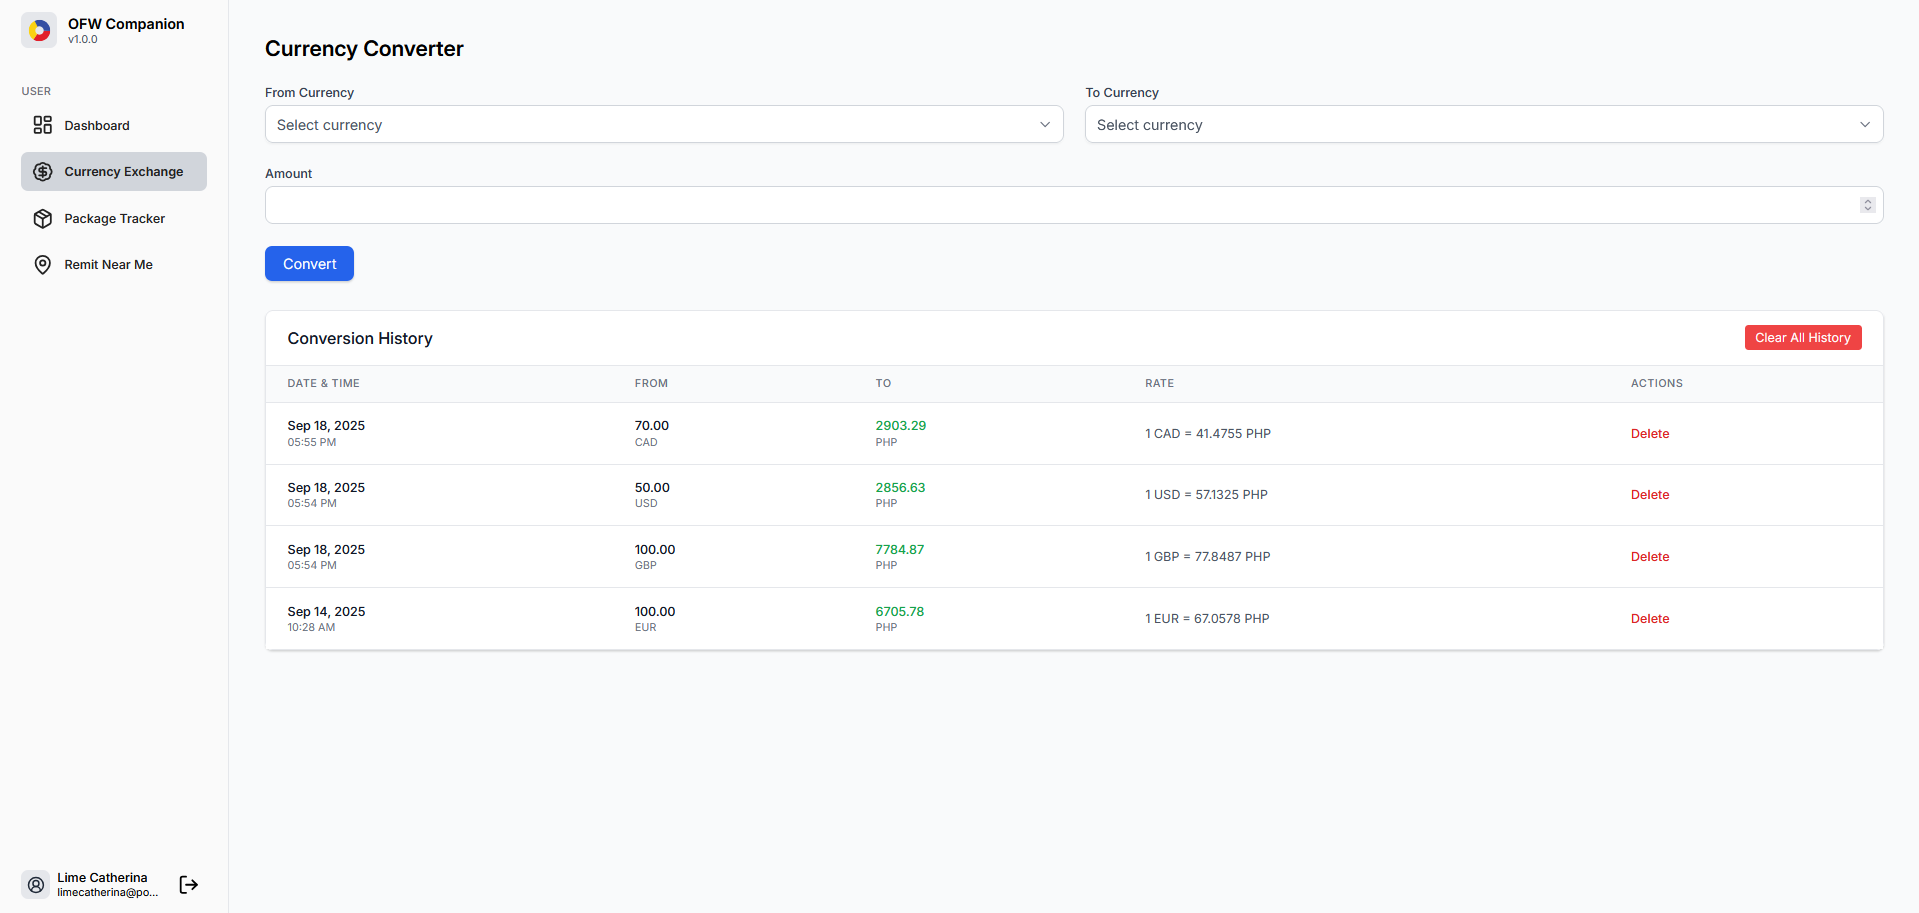 OFW Companion
v1.0.0
USER
Dashboard
Currency Exchange
Package Tracker
Remit Near Me
Currency Converter
From Currency
To Currency
Select currency
Select currency
Amount
Convert
Conversion History
Clear All History
DATE & TIME FROM TO RATE ACTIONS
Sep 18, 2025 70.00 2903.29 1 CAD = 41.4755 PHP Delete
05:55 PM CAD PHP
Sep 18, 2025 50.00 2856.63 1 USD = 57.1325 PHP Delete
05:54 PM USD PHP
Sep 18, 2025 100.00 7784.87 1 GBP = 77.8487 PHP Delete
05:54 PM GBP PHP
Sep 14, 2025 100.00 6705.78 1 EUR = 67.0578 PHP Delete
10:28 AM EUR PHP
Lime Catherina
limecatherina@po...